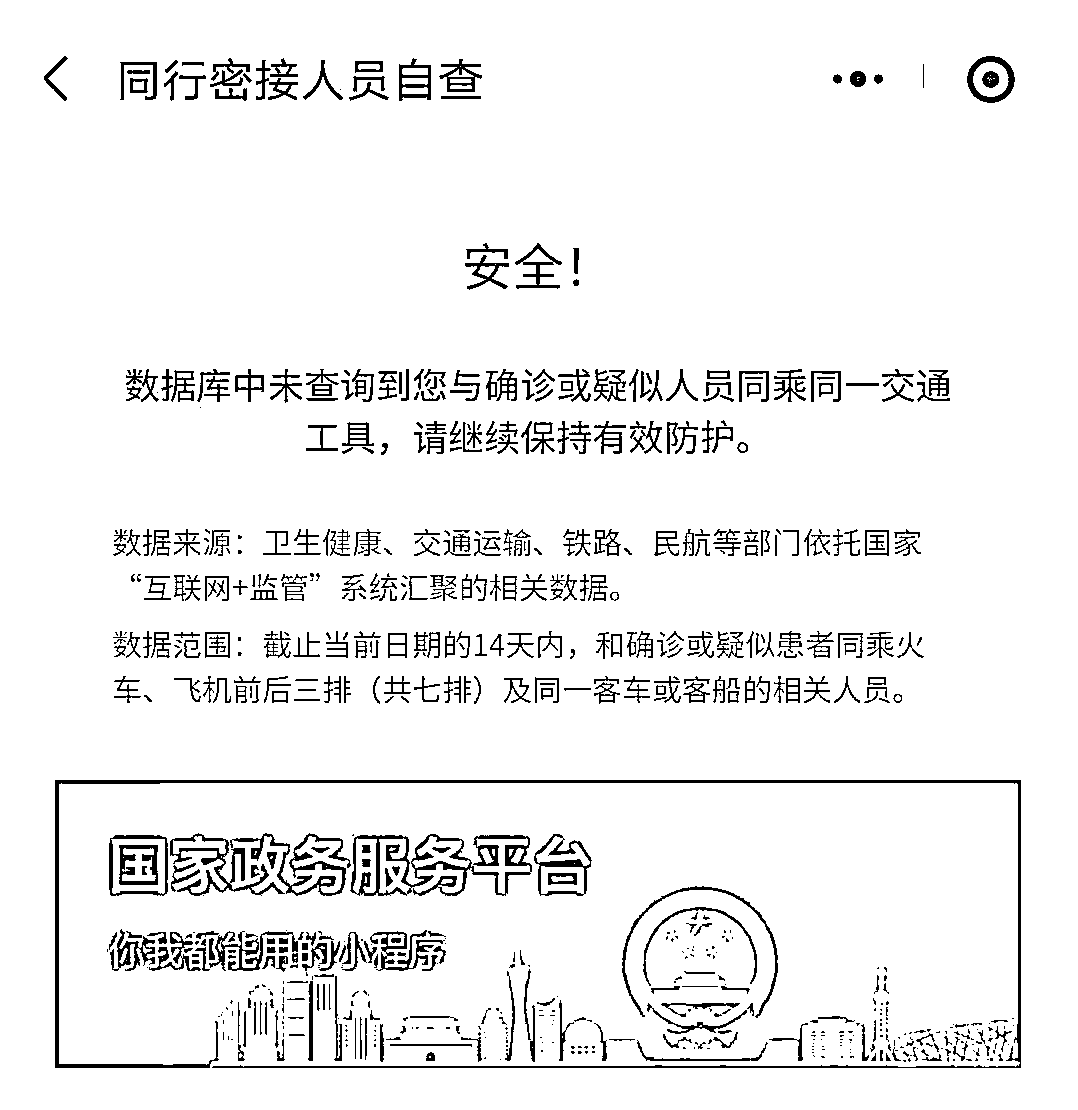 同行密接人员自查
安全!
数据库中未查询到您与确诊或疑似人员同乘同一交通
工具，请继续保持有效防护。
数据来源：卫生健康、交通运输、铁路、民航等部门依托国家
“互联网+监管”系统汇聚的相关数据。
数据范围：截止当前日期的14天内，和确诊或疑似患者同乘火
车、飞机前后三排（共七排）及同一客车或客船的相关人员。
国家政务服务平台
你我都能用的小程序